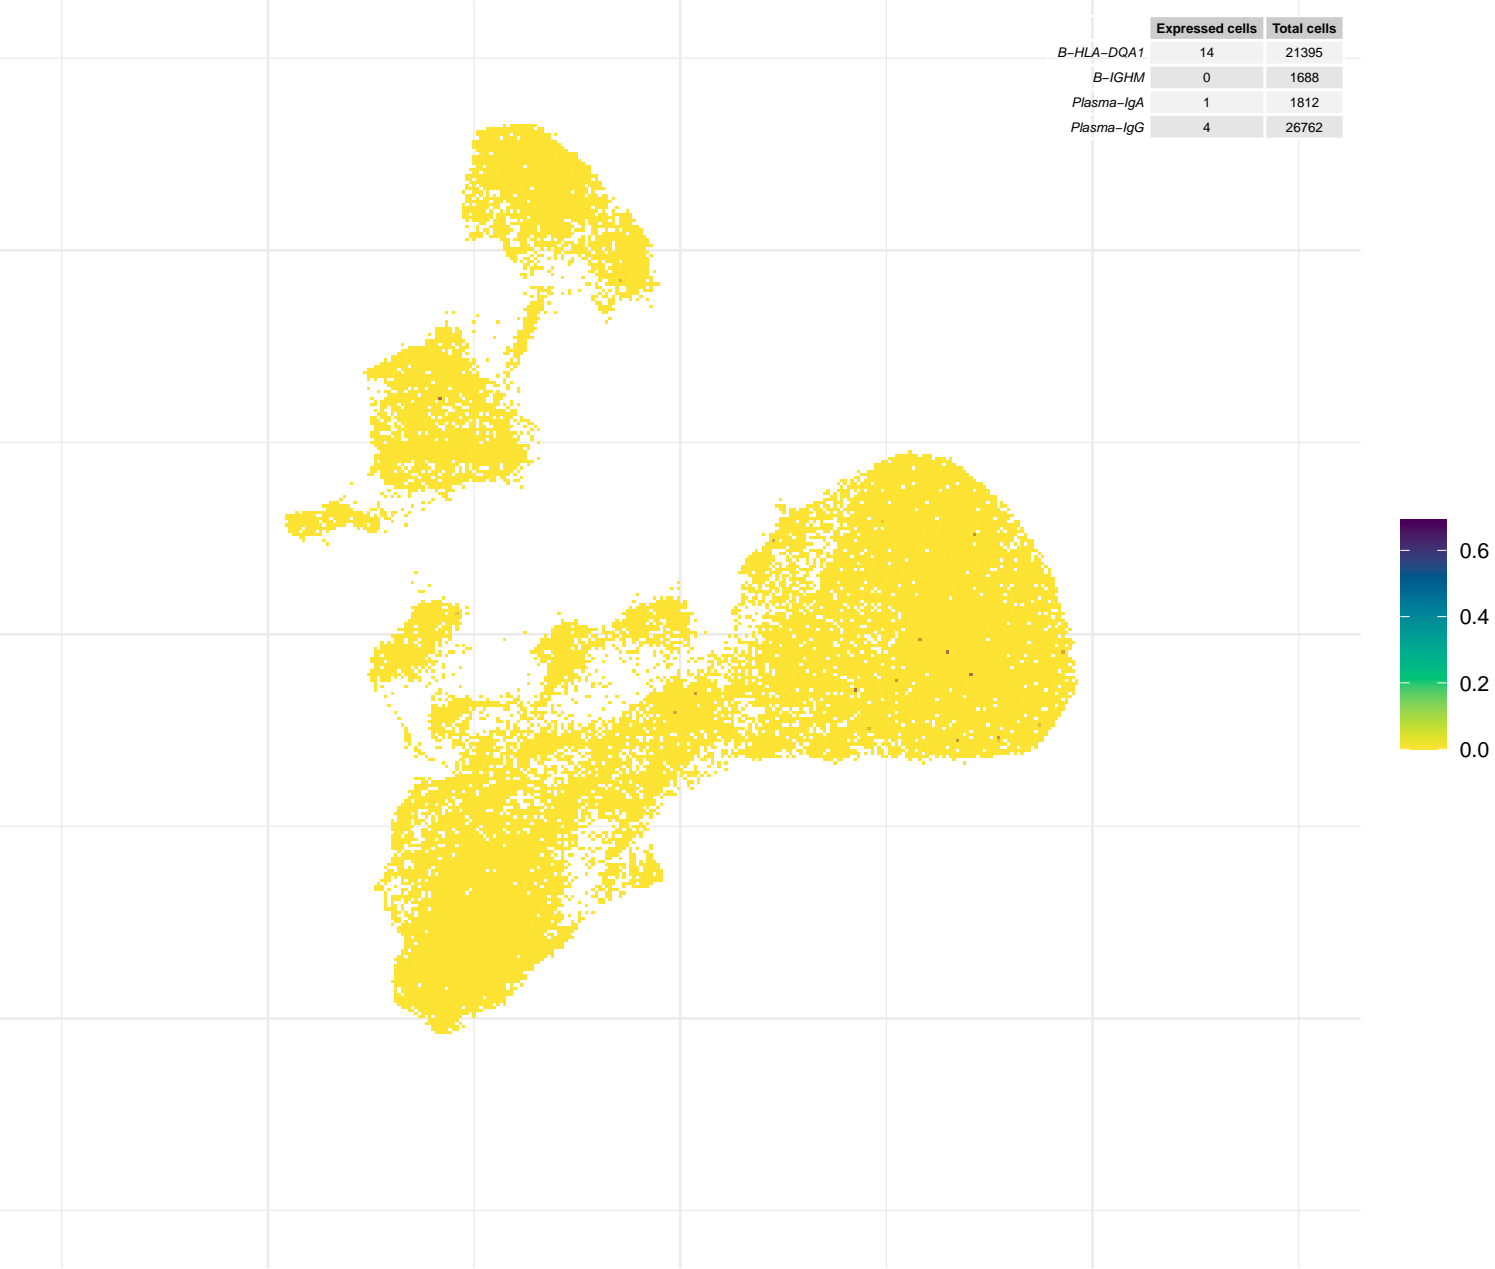 Expressed cells Total cells
B−HLA−DQA1 14 21395
B−IGHM 0 1688
Plasma−IgA 1 1812
Plasma−IgG 4 26762
0.6
0.4
0.2
0.0